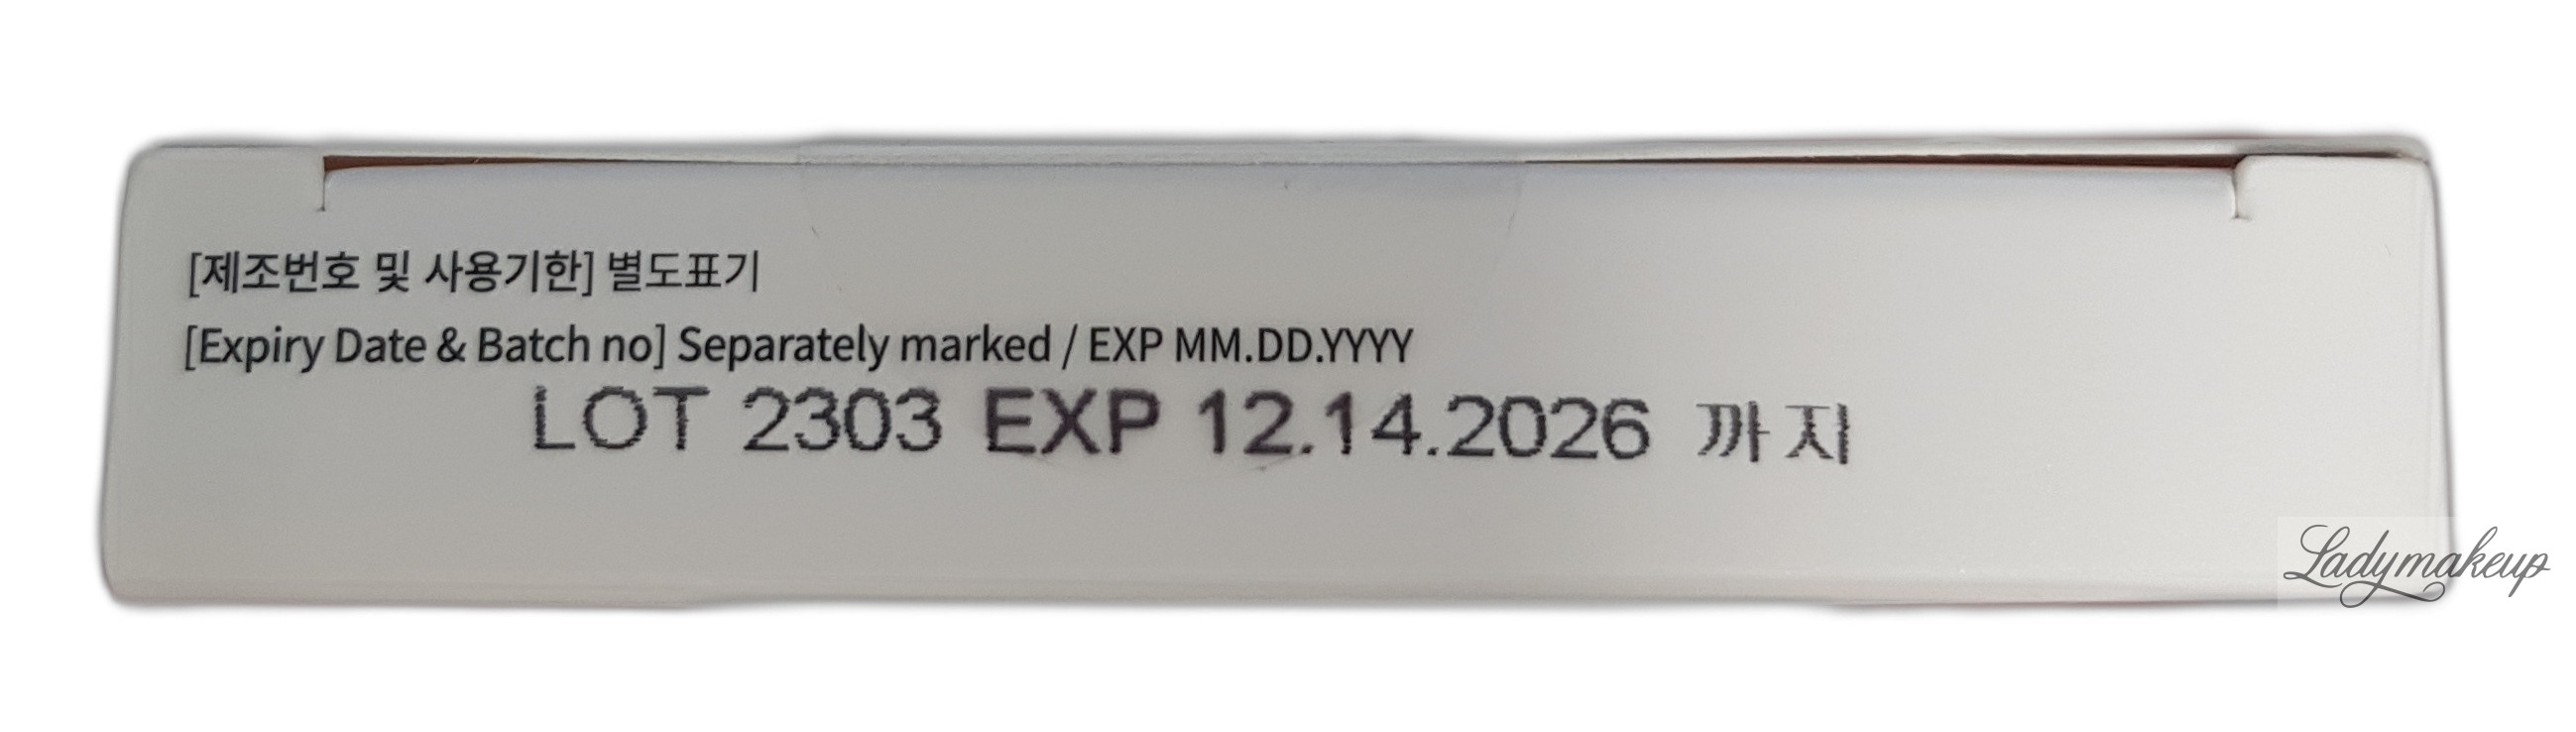 [제조번호 및 사용기한] 별도표기
[Expiry Date & Batch no] Separately marked / EXP MM.DD.YYYY
LOT 2303 EXP 12.14.2026 까지
Ladymakeup